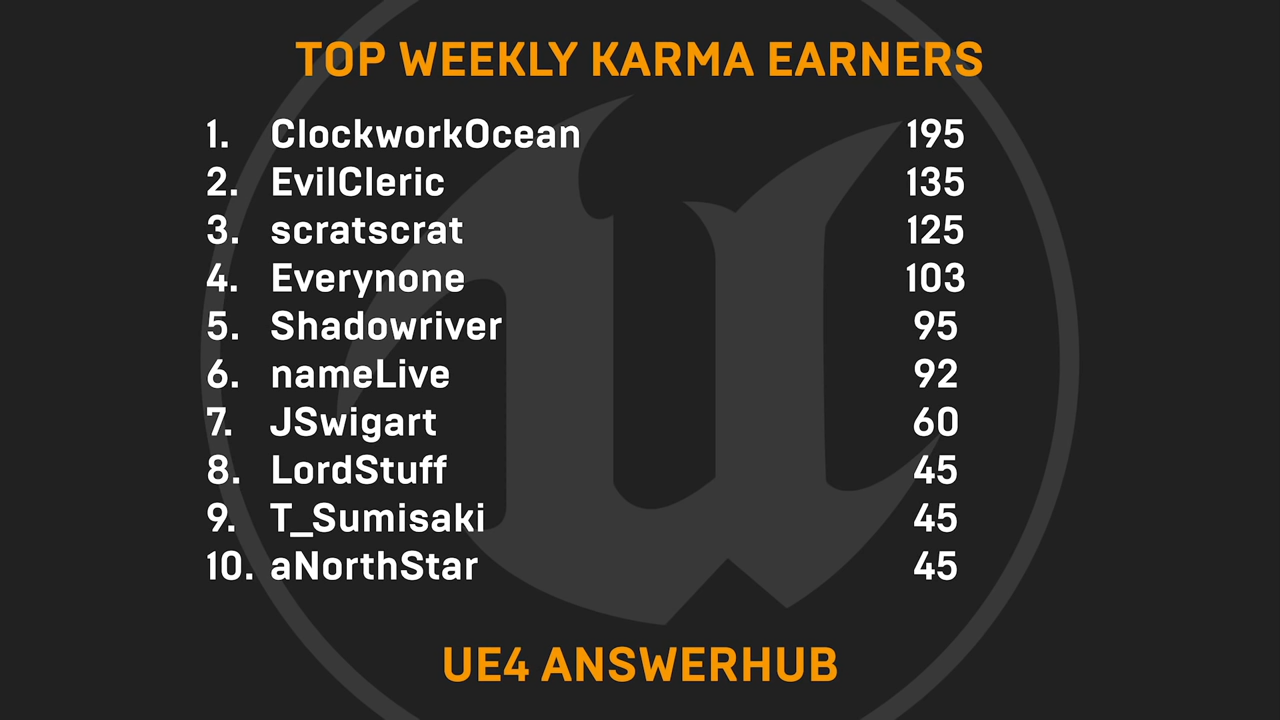 TOP WEEKLY KARMA EARNERS
1. ClockworkOcean 195
2. EvilCleric 135
3. scratscrat 125
4. Everynone 103
5. Shadowriver 95
6. nameLive 92
7. JSwigart 60
8. LordStuff 45
9. T_Sumisaki 45
10. aNorthStar 45
UE4 ANSWERHUB